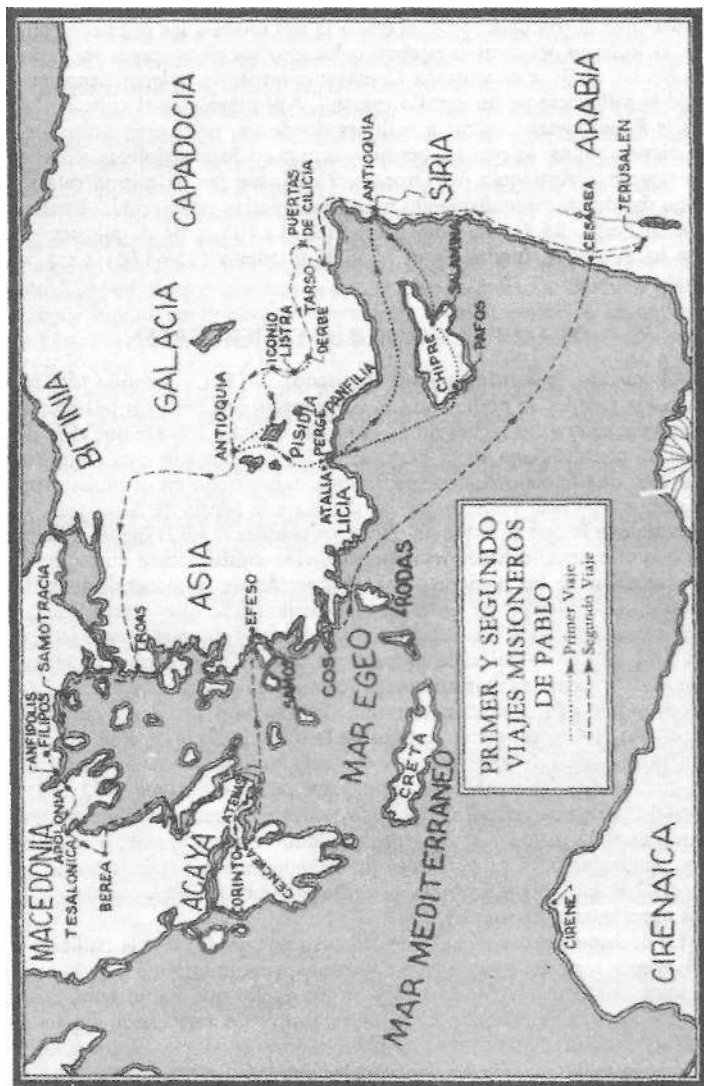 MACEDONIA
ANFIPOLIS
FILIPOS
SAMOTRACIA
APOLONIA
TESALONICA
BEREA
BITINIA
GALACIA
CAPADOCIA
TROAS
ASIA
ANTIOQUIA
PISIDIA
ICONIO
LISTRA
DERBE
TARSO
PUERTAS
DE CILICIA
ACAYA
ATENAS
CORINTO
CENCREA
EFESO
SAMOS
COS
ATALIA
PERGE
PANFILIA
LICIA
RODAS
ANTIOQUIA
SIRIA
CHIPRE
SALAMINA
PAFOS
MAR EGEO
CRETA
MAR MEDITERRANEO
CESAREA
JERUSALEN
ARABIA
CIRENE
CIRENAICA
PRIMER Y SEGUNDO
VIAJES MISIONEROS
DE PABLO
Primer Viaje
Segundo Viaje